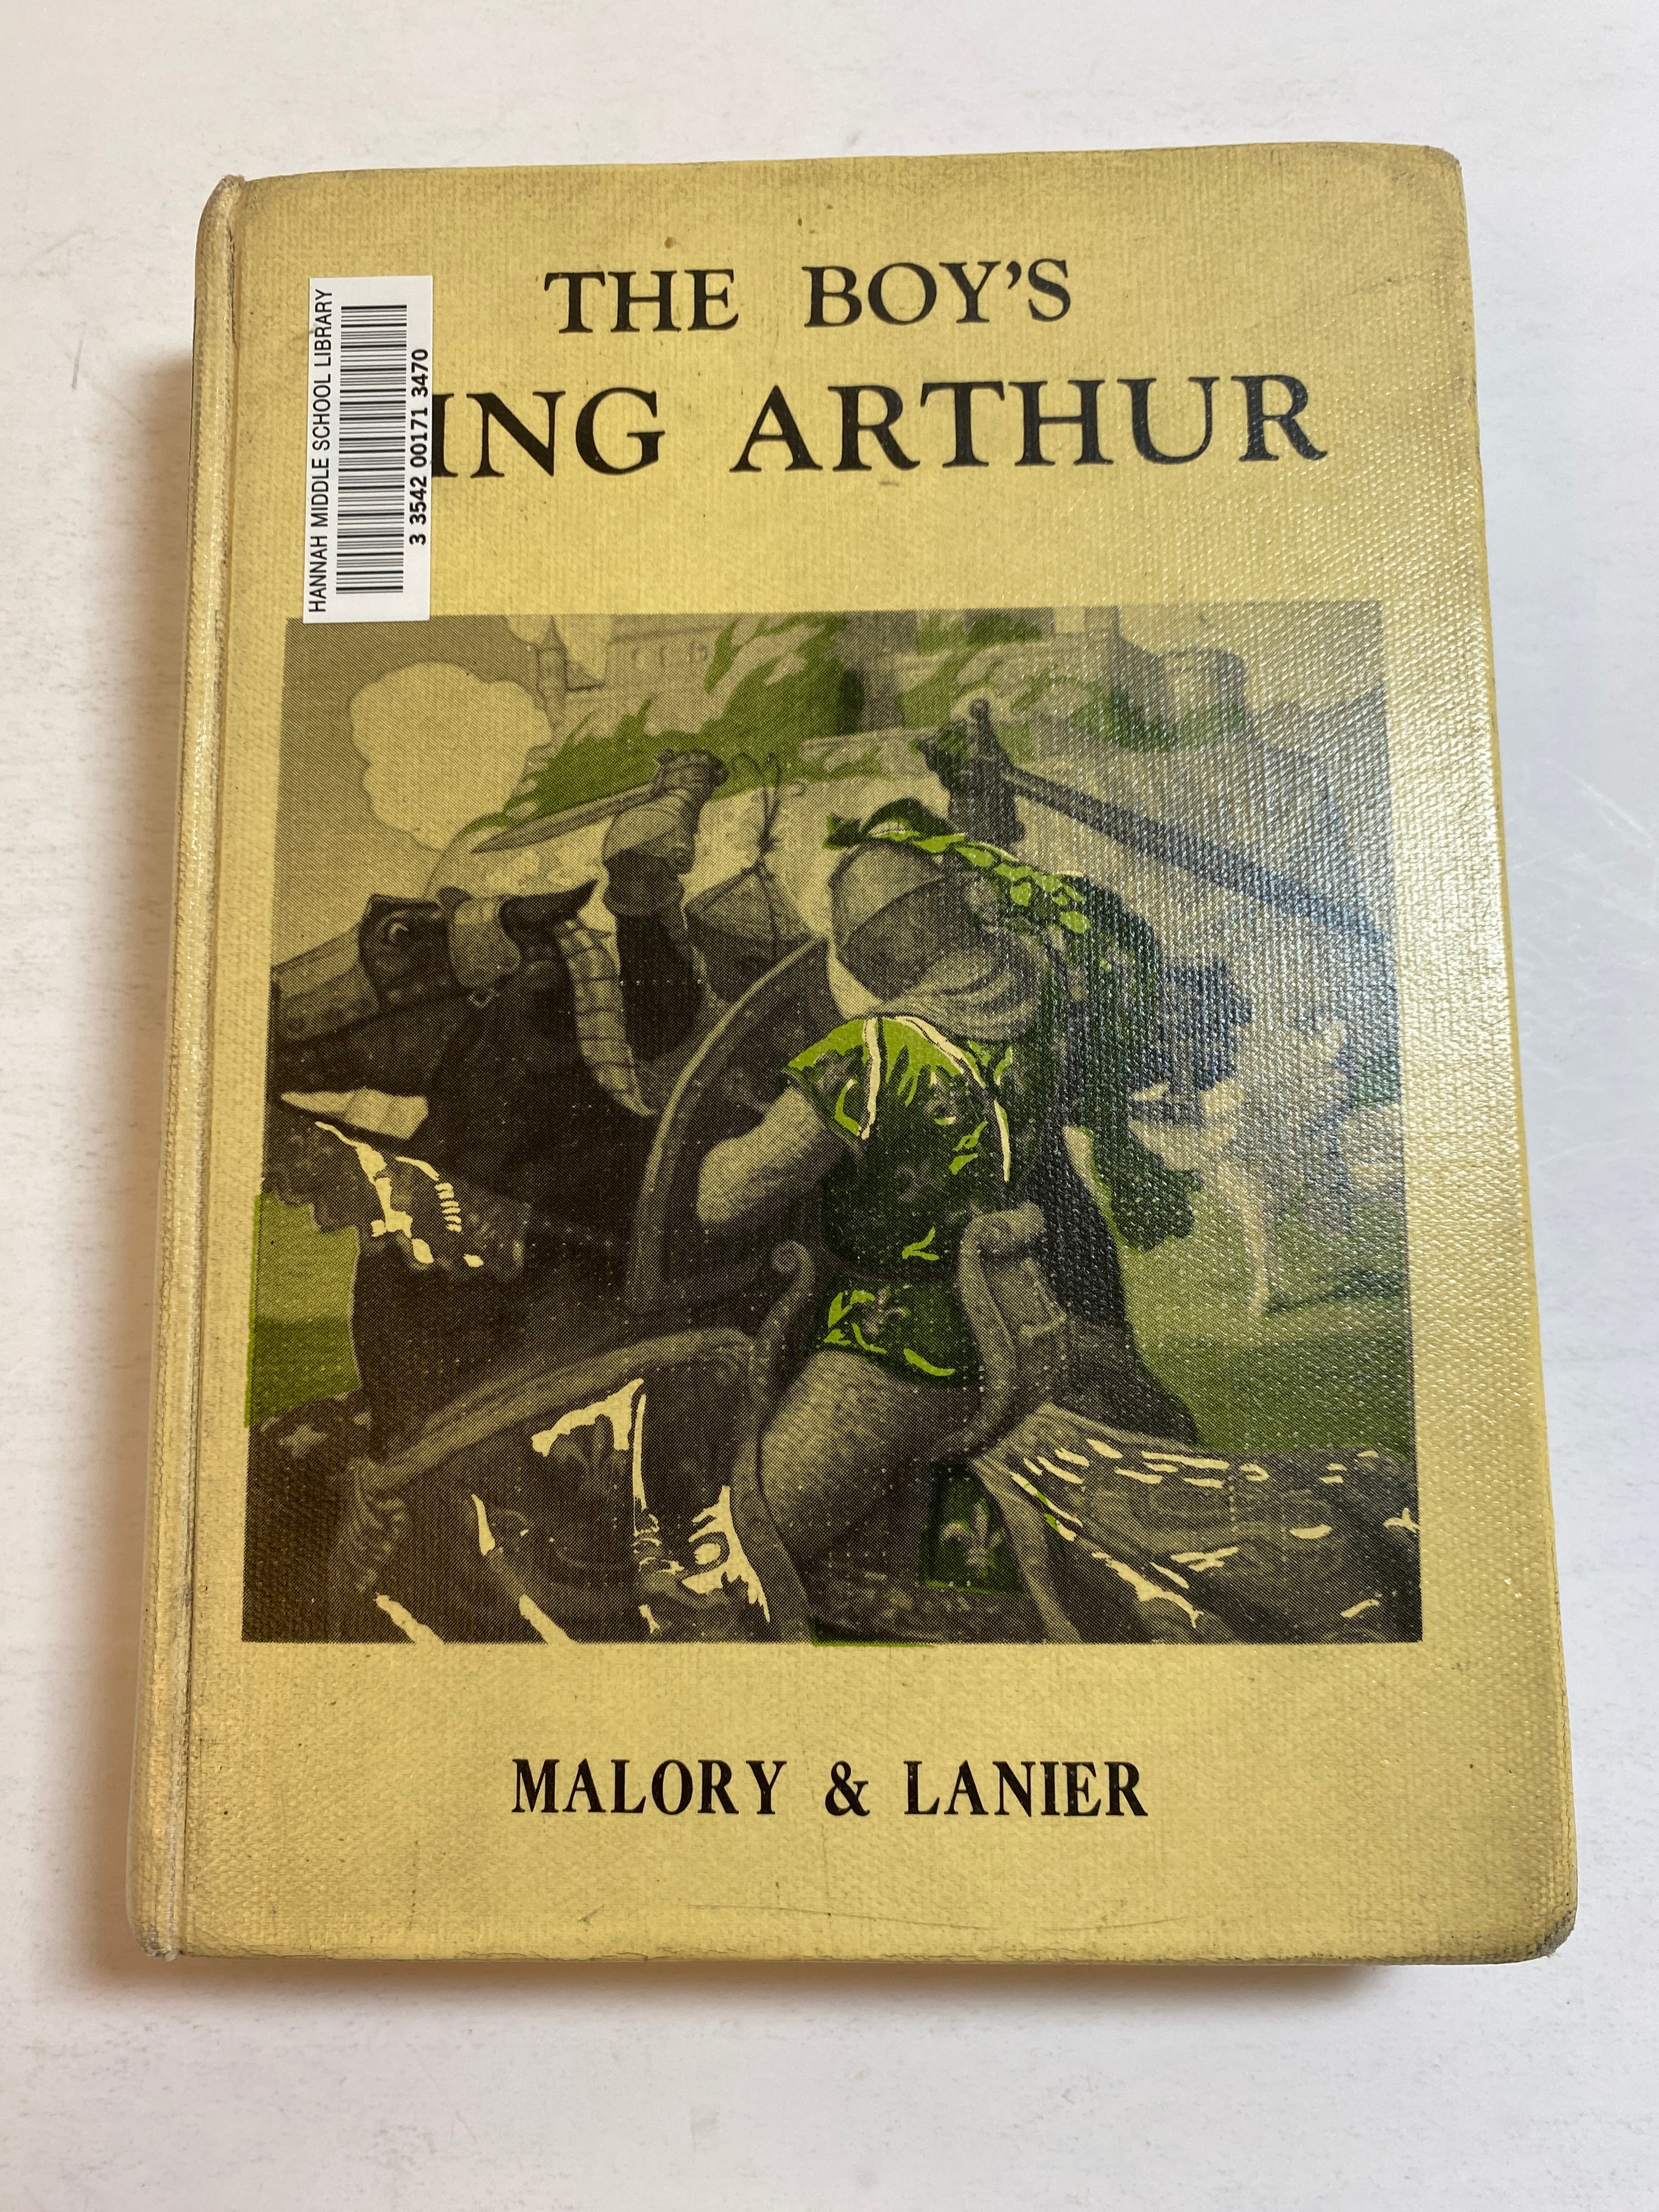 THE BOY'S
ING ARTHUR
HANNAH MIDDLE SCHOOL LIBRARY
3 3542 00171 3470
MALORY & LANIER